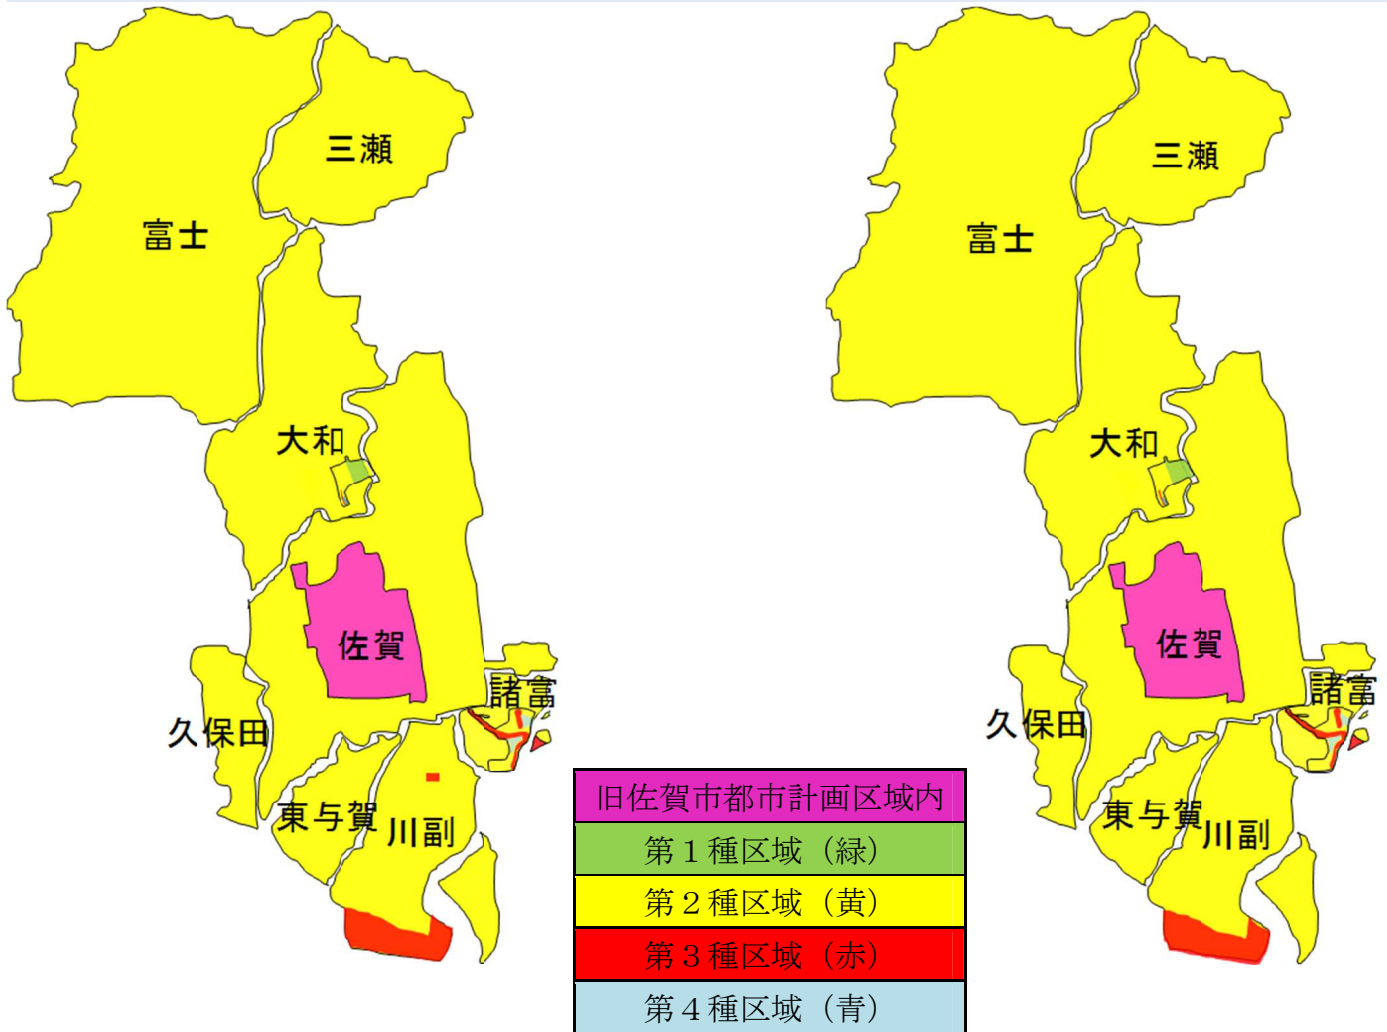 三瀬
富士
大和
佐賀
諸富
久保田
東与賀
川副
三瀬
富士
大和
佐賀
諸富
久保田
東与賀
川副
旧佐賀市都市計画区域内
第１種区域（緑）
第２種区域（黄）
第３種区域（赤）
第４種区域（青）